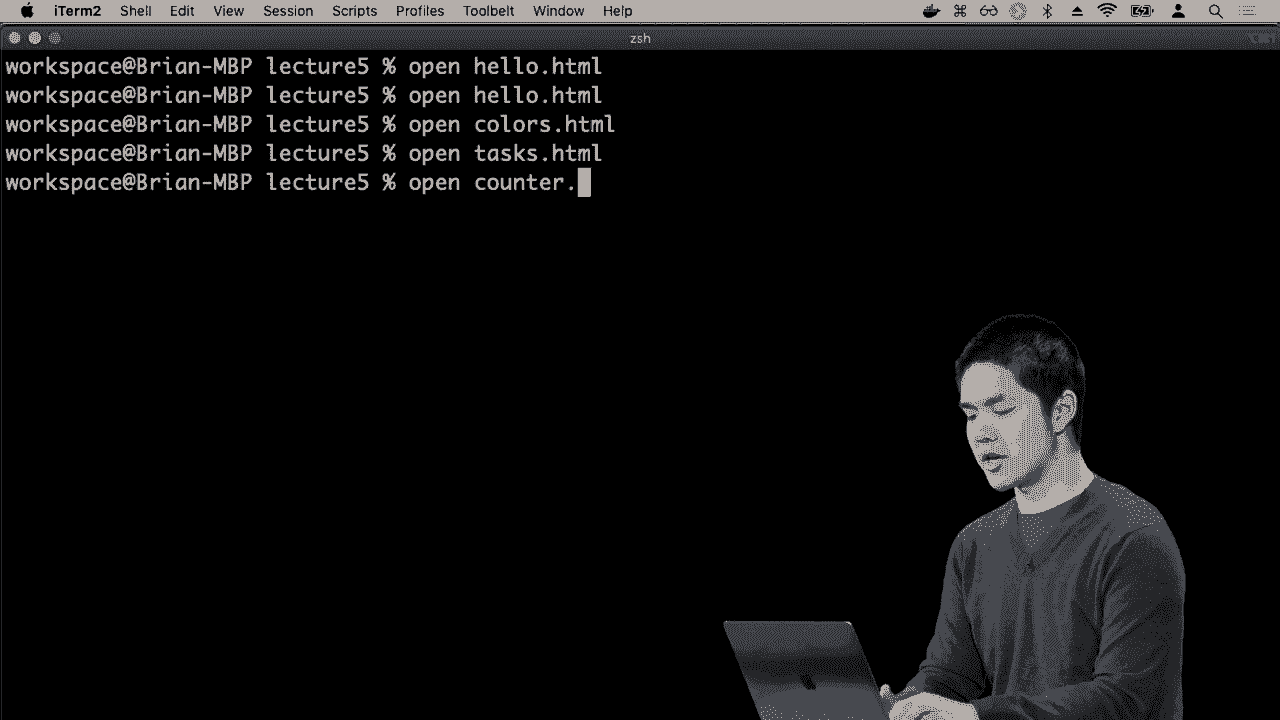 iTerm2 Shell Edit View Session Scripts Profiles Toolbelt Window Help
zsh
workspace@Brian-MBP lecture5 % open hello.html
workspace@Brian-MBP lecture5 % open hello.html
workspace@Brian-MBP lecture5 % open colors.html
workspace@Brian-MBP lecture5 % open tasks.html
workspace@Brian-MBP lecture5 % open counter.